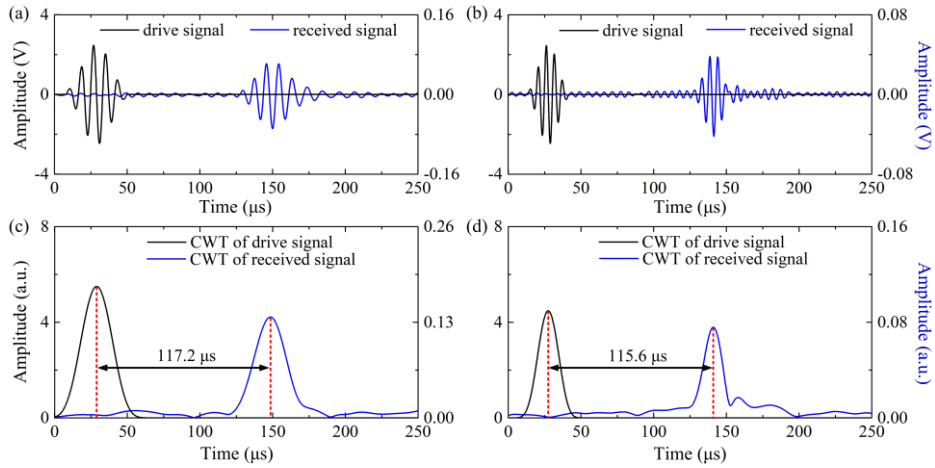 (a)
drive signal
received signal
Amplitude (V)
4
0
-4
0.16
0.00
-0.16
0 50 100 150 200 250
Time (μs)
(b)
drive signal
received signal
4
0
-4
0.08
0.00
-0.08
Amplitude (V)
0 50 100 150 200 250
Time (μs)
(c)
CWT of drive signal
CWT of received signal
Amplitude (a.u.)
8
4
0
0.26
0.13
0.00
117.2 μs
0 50 100 150 200 250
Time (μs)
(d)
CWT of drive signal
CWT of received signal
8
4
0
0.16
0.08
0.00
Amplitude (a.u.)
115.6 μs
0 50 100 150 200 250
Time (μs)